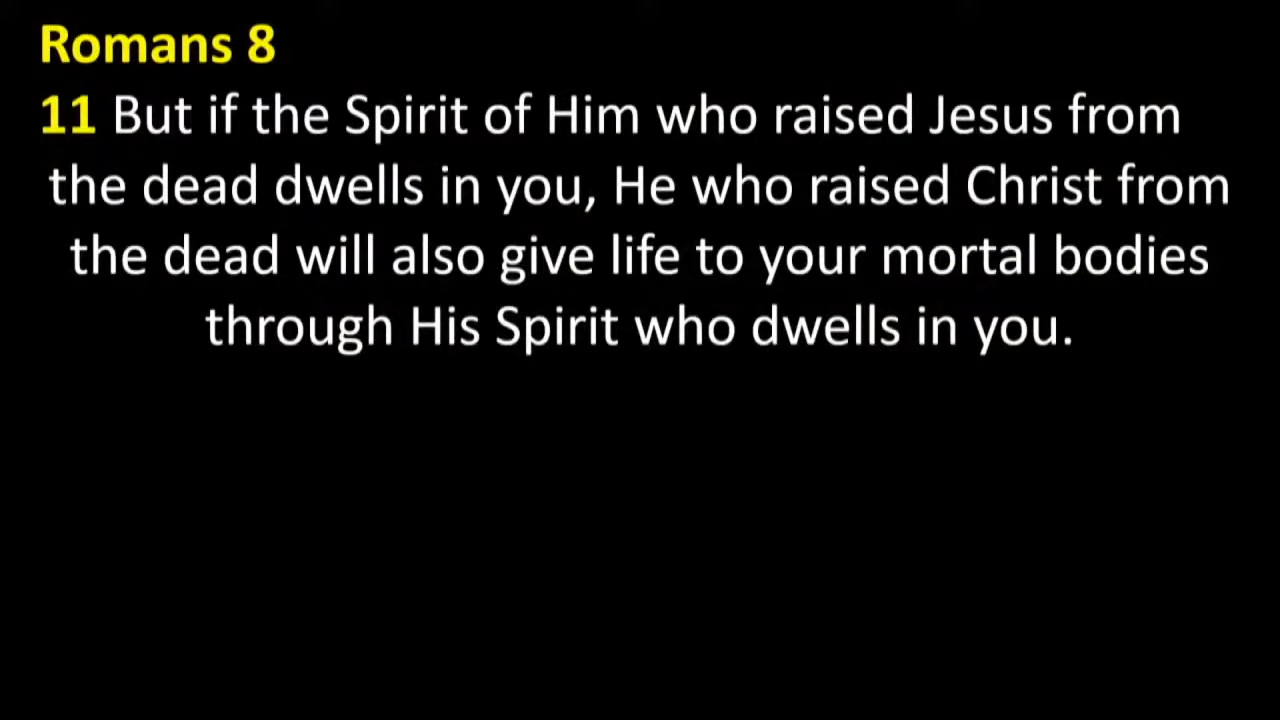 Romans 8
11 But if the Spirit of Him who raised Jesus from
the dead dwells in you, He who raised Christ from
the dead will also give life to your mortal bodies
through His Spirit who dwells in you.